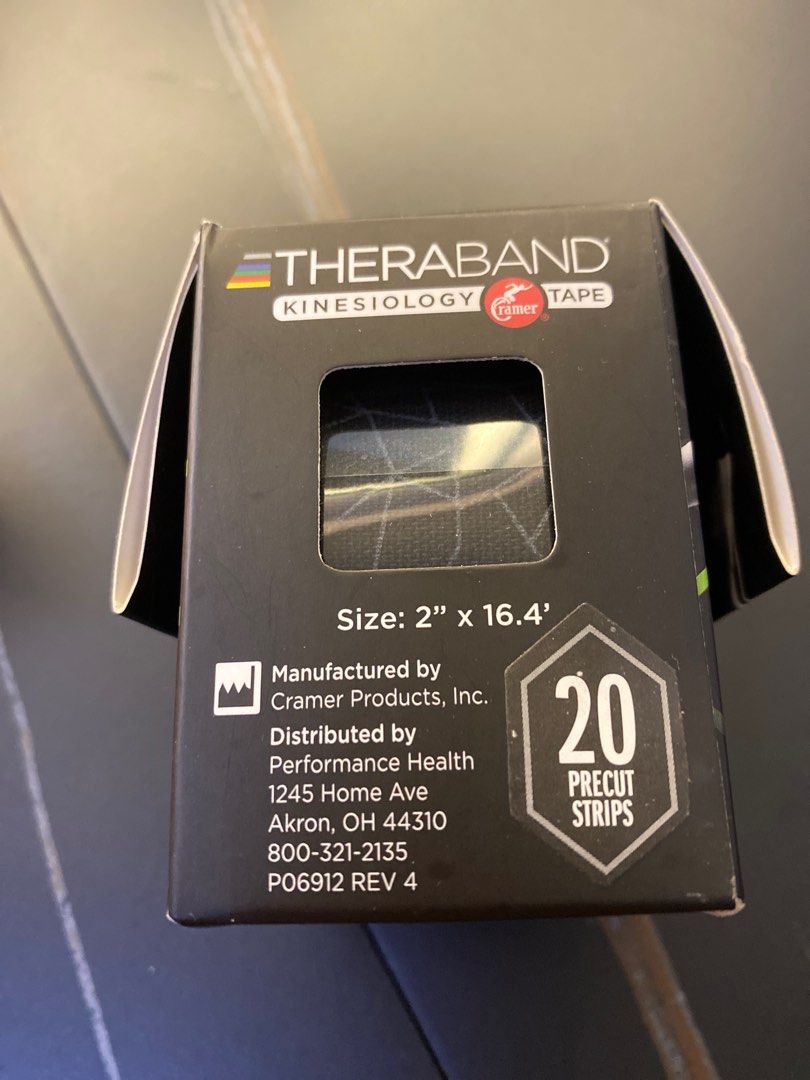 THERABAND®
KINESIOLOGY Cramer® TAPE
Size: 2” x 16.4’
Manufactured by
Cramer Products, Inc.
Distributed by
Performance Health
1245 Home Ave
Akron, OH 44310
800-321-2135
P06912 REV 4
20
PRECUT
STRIPS